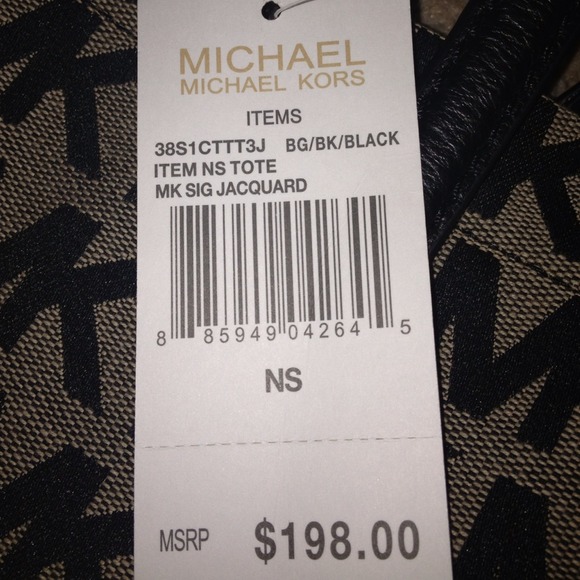 MICHAEL
MICHAEL KORS
ITEMS
38S1CTTT3J BG/BK/BLACK
ITEM NS TOTE
MK SIG JACQUARD
8 85949 04264 5
NS
MSRP $198.00